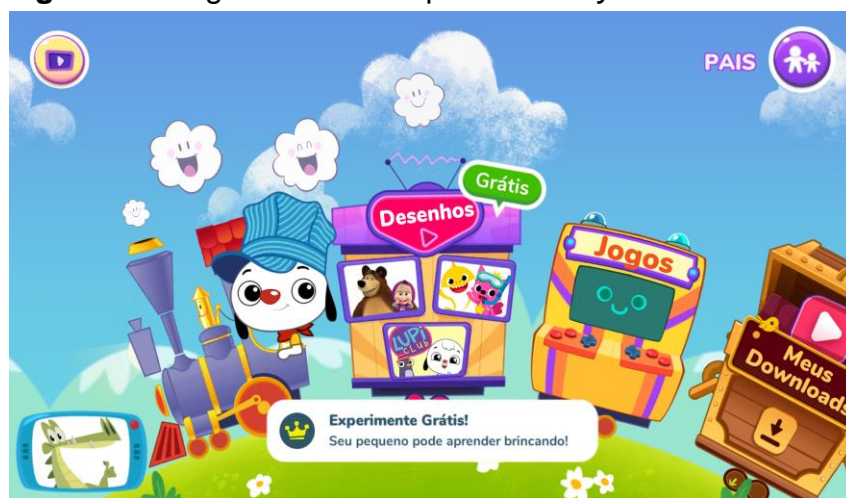 PAIS
Grátis
Desenhos
Jogos
LUPi
CLUB
Meus
Downloads
Experimente Grátis!
Seu pequeno pode aprender brincando!